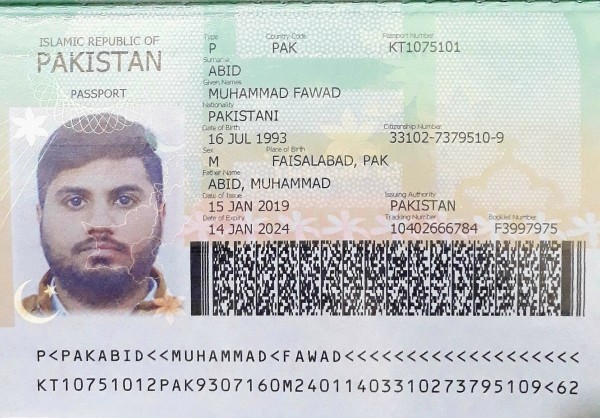 ISLAMIC REPUBLIC OF
PAKISTAN
PASSPORT
Type Country Code Passport Number
P PAK KT1075101
Surname
ABID
Given Names
MUHAMMAD FAWAD
Nationality
PAKISTANI
Date of Birth Citizenship Number
16 JUL 1993 33102-7379510-9
Sex Place of Birth
M FAISALABAD, PAK
Father Name
ABID, MUHAMMAD
Date of Issue Issuing Authority
15 JAN 2019 PAKISTAN
Date of Expiry Tracking Number Booklet Number
14 JAN 2024 10402666784 F3997975
P<PAKABID<<MUHAMMAD<FAWAD<<<<<<<<<<<<<<<<<<<
KT10751012PAK9307160M24011403310273795109<62